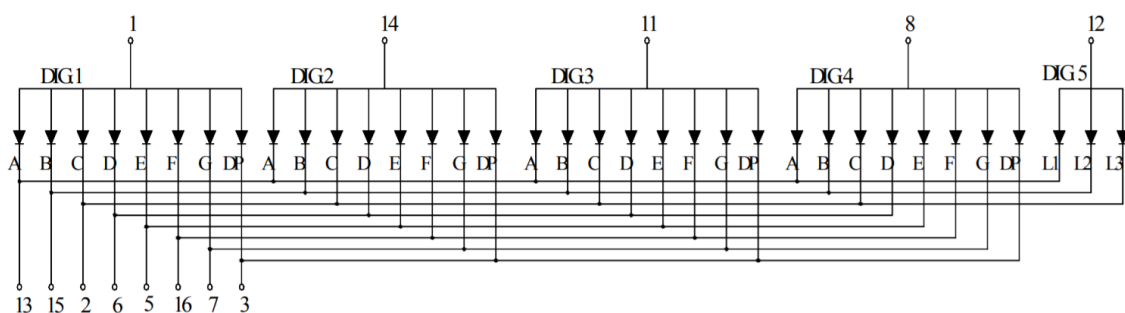 1 14 11 8 12
DIG1 DIG2 DIG3 DIG4 DIG5
A B C D E F G DP A B C D E F G DP A B C D E F G DP A B C D E F G DP L1 L2 L3
13 15 2 6 5 16 7 3